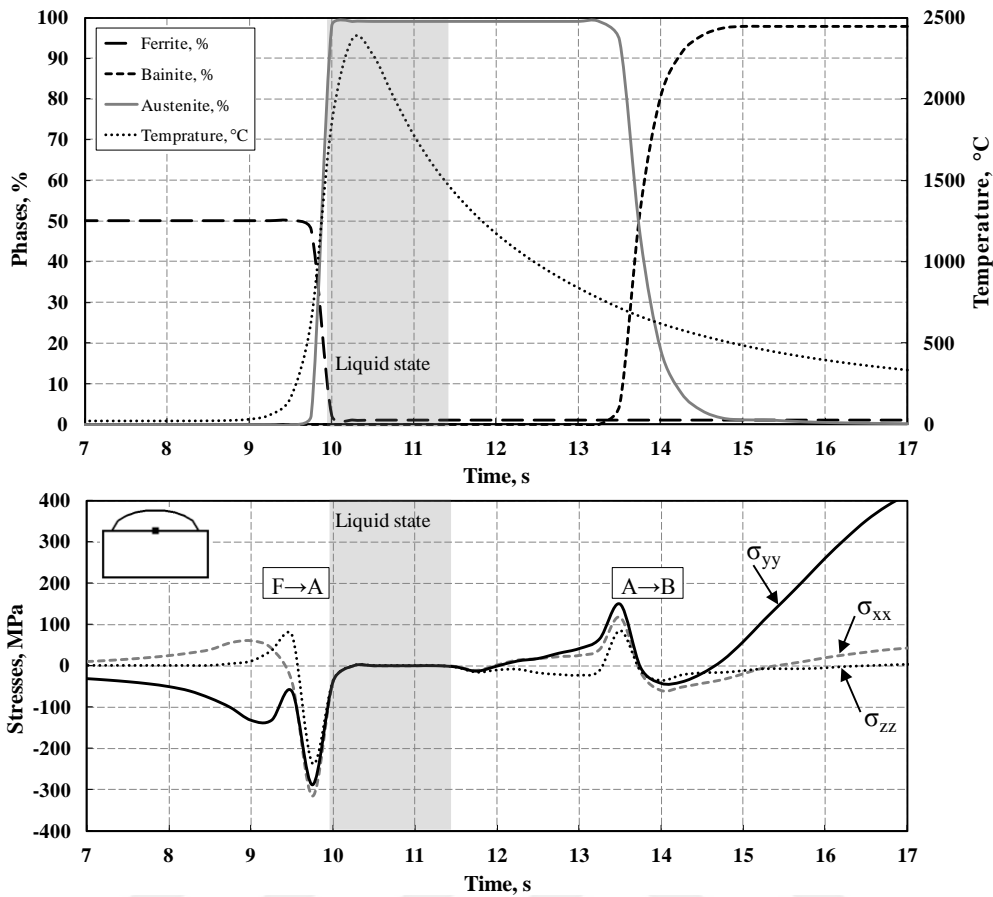 100
90
80
70
60
50
40
30
20
10
0
Phases, %
2500
2000
1500
1000
500
0
Temperature, °C
Ferrite, %
Bainite, %
Austenite, %
Temprature, °C
Liquid state
7 8 9 10 11 12 13 14 15 16 17
Time, s
400
300
200
100
0
-100
-200
-300
-400
Stresses, MPa
Liquid state
F→A
A→B
σyy
σxx
σzz
7 8 9 10 11 12 13 14 15 16 17
Time, s